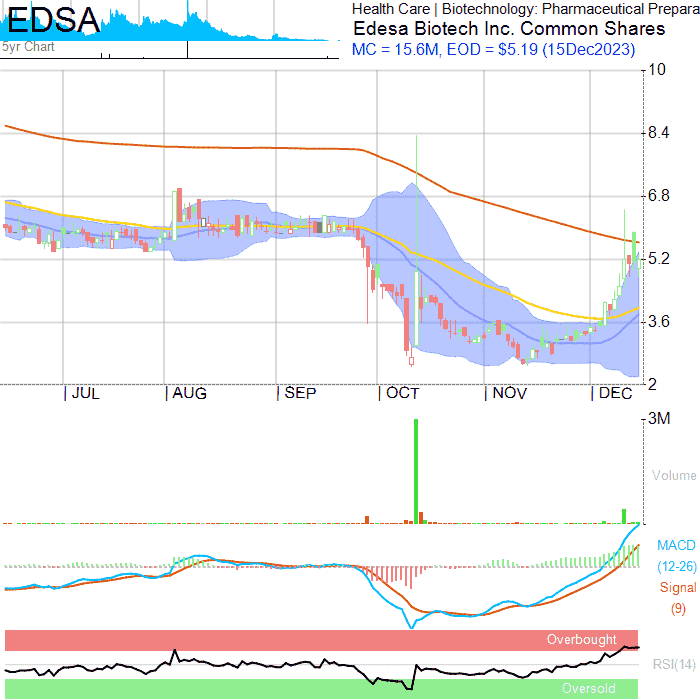 EDSA
5yr Chart
Health Care | Biotechnology: Pharmaceutical Prepara
Edesa Biotech Inc. Common Shares
MC = 15.6M, EOD = $5.19 (15Dec2023)
10
8.4
6.8
5.2
3.6
2
JUL AUG SEP OCT NOV DEC
3M
Volume
MACD
(12-26)
Signal
(9)
Overbought
RSI(14)
Oversold